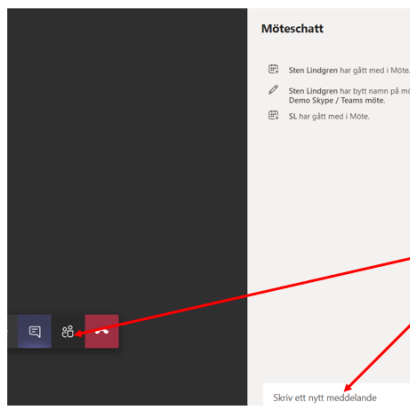 Möteschatt
Sten Lindgren har gått med i Möte.
Sten Lindgren har bytt namn på
Demo Skype / Teams möte.
SL har gått med i Möte.
Skriv ett nytt meddelande